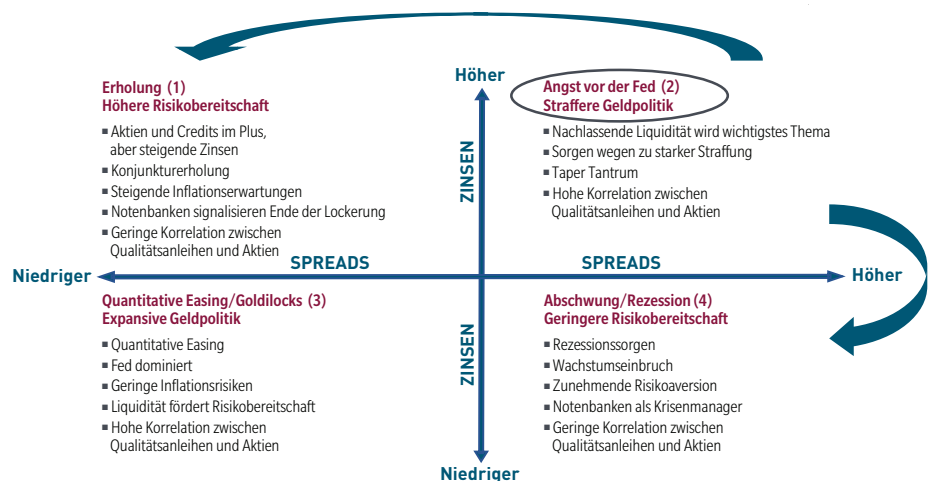 Höher
Erholung (1)
Höhere Risikobereitschaft
▪ Aktien und Credits im Plus,
aber steigende Zinsen
▪ Konjunkturerholung
▪ Steigende Inflationserwartungen
▪ Notenbanken signalisieren Ende der Lockerung
▪ Geringe Korrelation zwischen
Qualitätsanleihen und Aktien
ZINSEN
Angst vor der Fed (2)
Straffere Geldpolitik
▪ Nachlassende Liquidität wird wichtigstes Thema
▪ Sorgen wegen zu starker Straffung
▪ Taper Tantrum
▪ Hohe Korrelation zwischen
Qualitätsanleihen und Aktien
Niedriger
SPREADS
SPREADS
Höher
Quantitative Easing/Goldilocks (3)
Expansive Geldpolitik
▪ Quantitative Easing
▪ Fed dominiert
▪ Geringe Inflationsrisiken
▪ Liquidität fördert Risikobereitschaft
▪ Hohe Korrelation zwischen
Qualitätsanleihen und Aktien
ZINSEN
Abschwung/Rezession (4)
Geringere Risikobereitschaft
▪ Rezessionssorgen
▪ Wachstumseinbruch
▪ Zunehmende Risikoaversion
▪ Notenbanken als Krisenmanager
▪ Geringe Korrelation zwischen
Qualitätsanleihen und Aktien
Niedriger